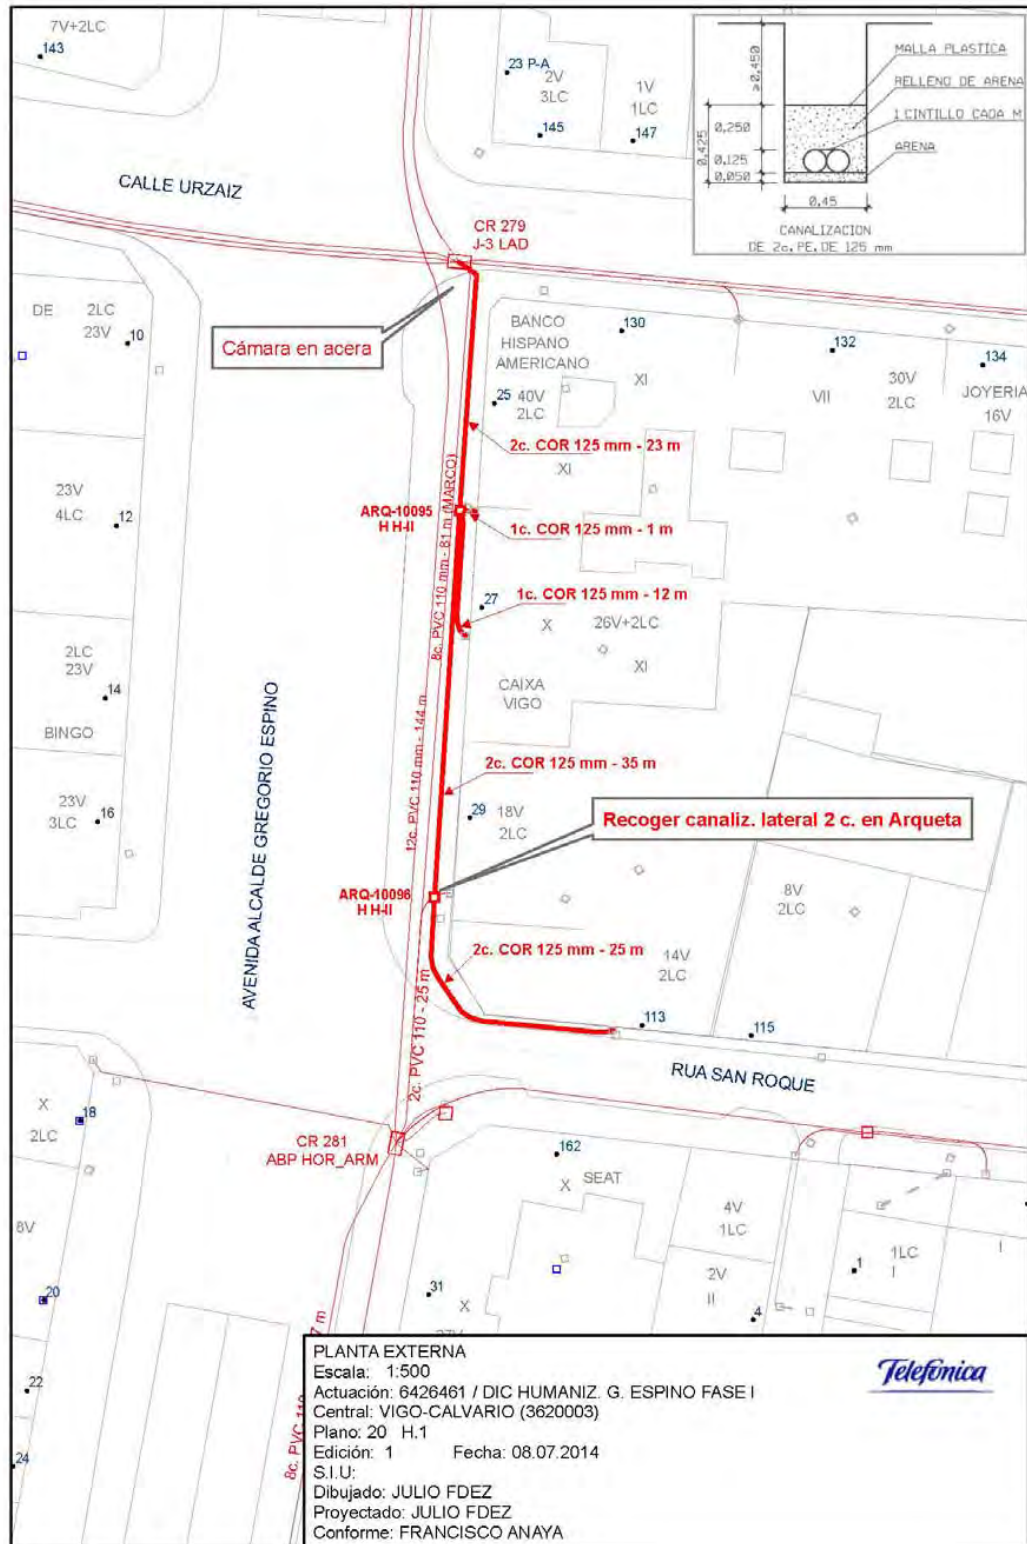 7V+2LC
143
23 P-A
2V
3LC
145
1V
1LC
147
MALLA PLASTICA
RELLENO DE ARENA
1 CINTILLO CADA M
ARENA
≥0,450
0,425
0,250
0,125
0,050
0,45
CANALIZACION
DE 2c. PE. DE 125 mm
CALLE URZAIZ
CR 279
J-3 LAD
DE
2LC
23V
10
Cámara en acera
BANCO
HISPANO
AMERICANO
130
132
134
XI
VII
30V
2LC
JOYERIA
16V
25
40V
2LC
2c. COR 125 mm - 23 m
XI
23V
4LC
12
ARQ-10095
H H-II
1c. COR 125 mm - 1 m
8c. PVC 110 mm - 81 m (MARCO)
1c. COR 125 mm - 12 m
27
X
26V+2LC
XI
2LC
23V
14
BINGO
CAIXA
VIGO
AVENIDA ALCALDE GREGORIO ESPINO
12c. PVC 110 mm - 144 m
2c. COR 125 mm - 35 m
23V
3LC
16
29
18V
2LC
Recoger canaliz. lateral 2 c. en Arqueta
ARQ-10096
H H-II
8V
2LC
2c. COR 125 mm - 25 m
14V
2LC
2c. PVC 110 - 25 m
113
115
RUA SAN ROQUE
X
2LC
18
CR 281
ABP HOR_ARM
162
SEAT
X
4V
1LC
8V
1LC
I
I
1
2V
II
4
20
31
X
22
24
7 m
8c. PVC
PLANTA EXTERNA
Escala: 1:500
Actuación: 6426461 / DIC HUMANIZ. G. ESPINO FASE I
Central: VIGO-CALVARIO (3620003)
Plano: 20 H.1
Edición: 1 Fecha: 08.07.2014
S.I.U:
Dibujado: JULIO FDEZ
Proyectado: JULIO FDEZ
Conforme: FRANCISCO ANAYA
Telefónica